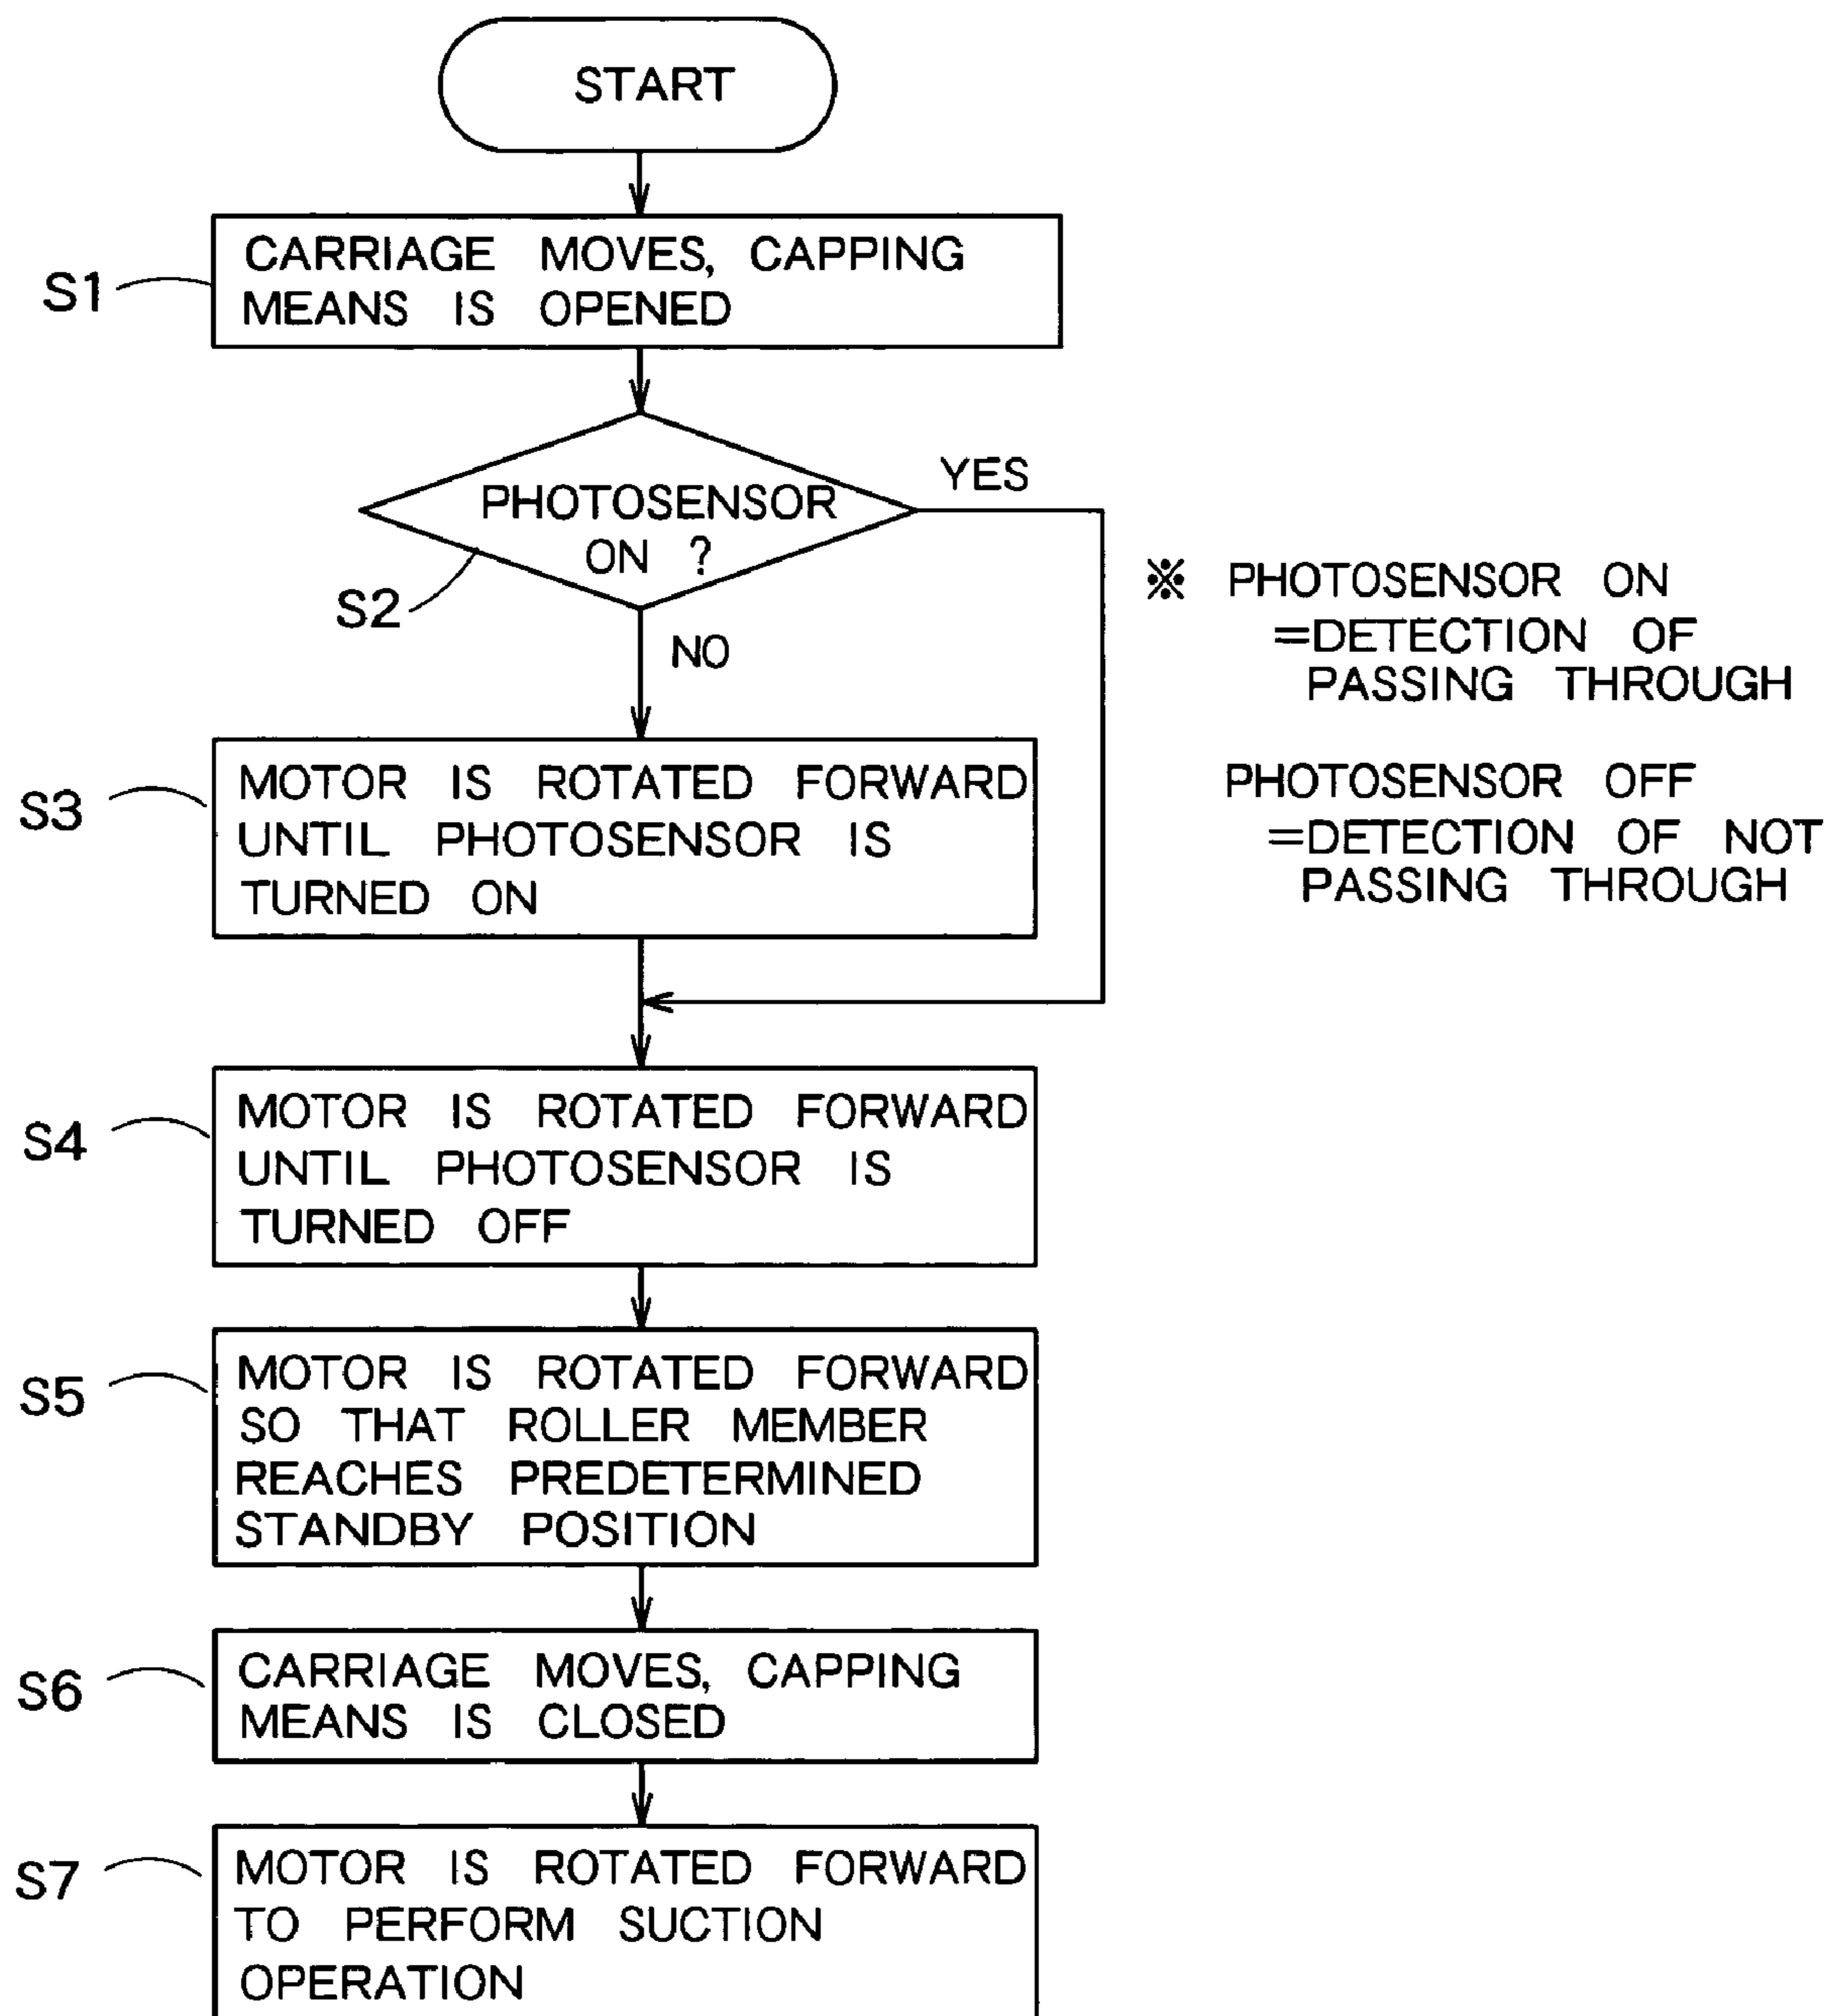 START
S1
CARRIAGE MOVES, CAPPING
MEANS IS OPENED
PHOTOSENSOR
ON ?
YES
S2
NO
※ PHOTOSENSOR ON
=DETECTION OF
PASSING THROUGH
PHOTOSENSOR OFF
=DETECTION OF NOT
PASSING THROUGH
S3
MOTOR IS ROTATED FORWARD
UNTIL PHOTOSENSOR IS
TURNED ON
S4
MOTOR IS ROTATED FORWARD
UNTIL PHOTOSENSOR IS
TURNED OFF
S5
MOTOR IS ROTATED FORWARD
SO THAT ROLLER MEMBER
REACHES PREDETERMINED
STANDBY POSITION
S6
CARRIAGE MOVES, CAPPING
MEANS IS CLOSED
S7
MOTOR IS ROTATED FORWARD
TO PERFORM SUCTION
OPERATION